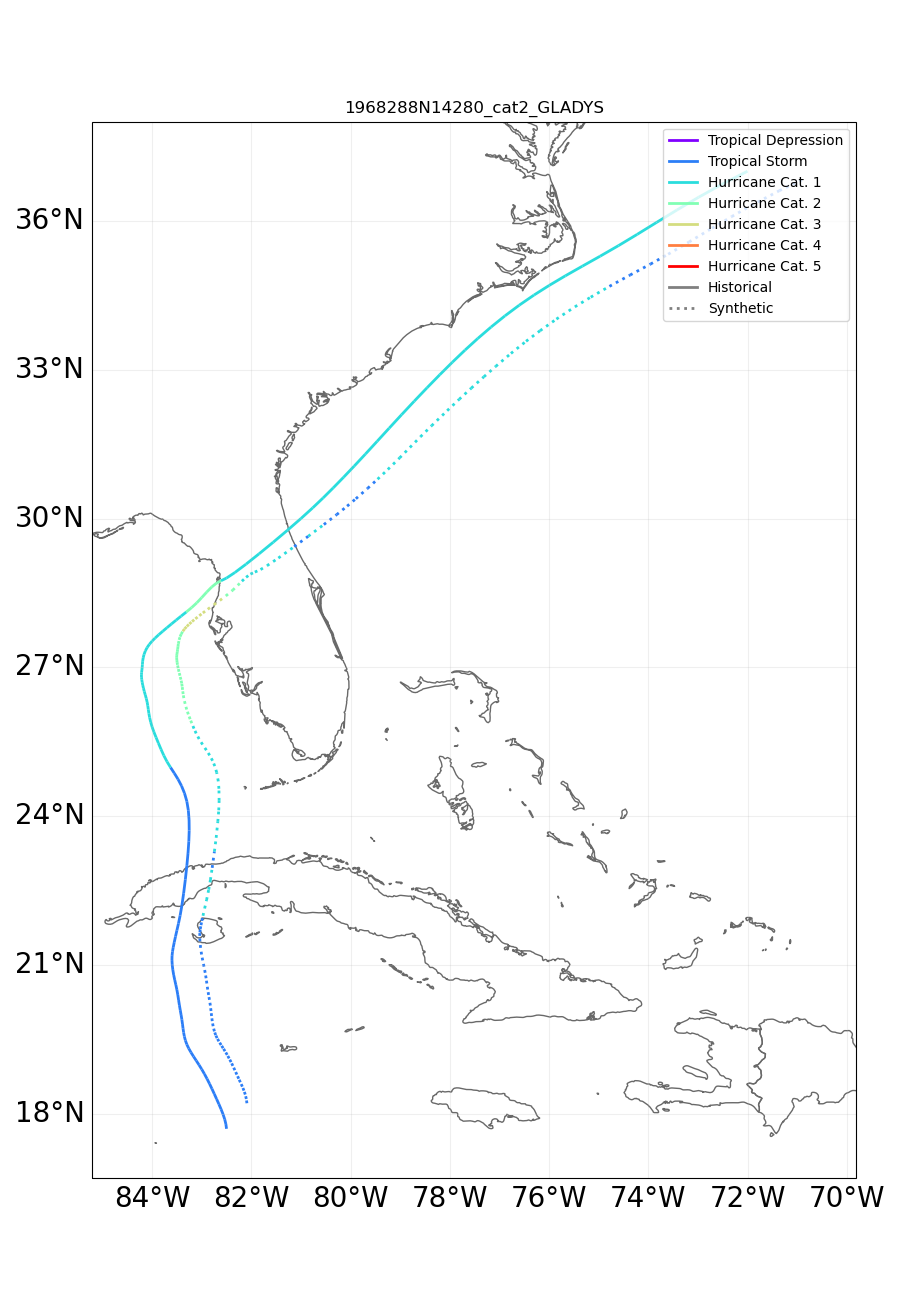 1968288N14280_cat2_GLADYS
Tropical Depression
Tropical Storm
Hurricane Cat. 1
Hurricane Cat. 2
Hurricane Cat. 3
Hurricane Cat. 4
Hurricane Cat. 5
Historical
Synthetic
36°N
33°N
30°N
27°N
24°N
21°N
18°N
84°W 82°W 80°W 78°W 76°W 74°W 72°W 70°W